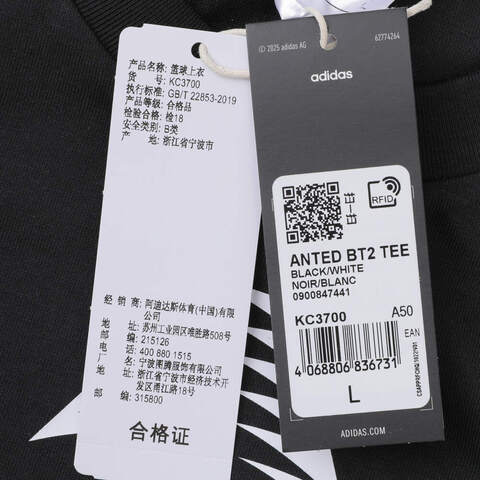 产品名称: 篮球上衣
货 号: KC3700
执行标准: GB/T 22853-2019
产品等级: 合格品
检验合格: 检18
安全类别: B类
产 地: 浙江省宁波市
经 销 商: 阿迪达斯体育(中国)有限
公司
地 址: 苏州工业园区唯胜路508号
邮 编: 215126
电 话: 400 880 1515
厂 名: 宁波图腾服饰有限公司
地 址: 浙江省宁波市经济技术开
发区甬江路18号
邮 编: 315800
合格证
© 2025 adidas AG
62774264
adidas
RFID
ANTED BT2 TEE
BLACK/WHITE
NOIR/BLANC
0900847441
KC3700 A50
EAN
4 068806 836731
L
ADIDAS.COM